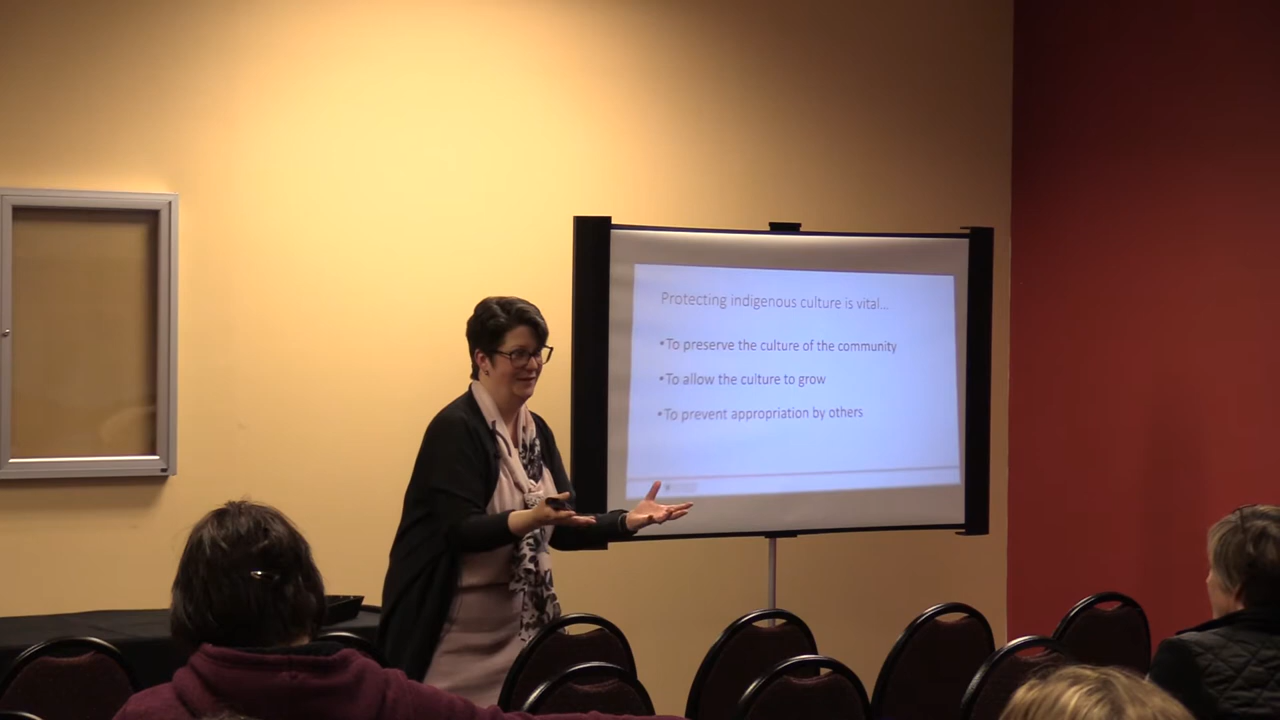 Protecting indigenous culture is vital...
•To preserve the culture of the community
•To allow the culture to grow
•To prevent appropriation by others